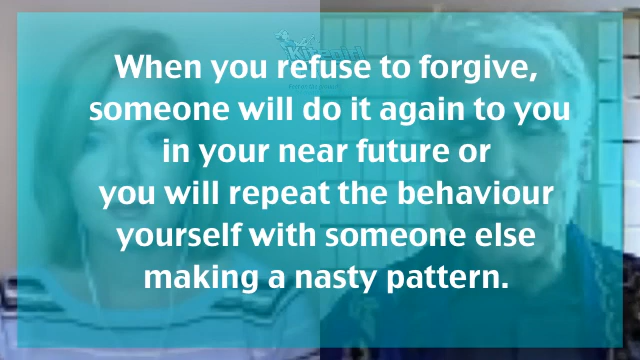 When you refuse to forgive,
someone will do it again to you
in your near future or
you will repeat the behaviour
yourself with someone else
making a nasty pattern.